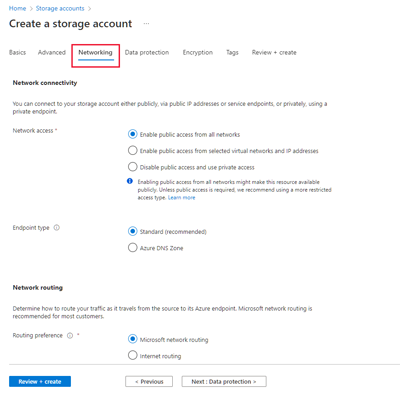 Home > Storage accounts >
Create a storage account ...
Basics Advanced Networking Data protection Encryption Tags Review + create
Network connectivity
You can connect to your storage account either publicly, via public IP addresses or service endpoints, or privately, using a
private endpoint.
Network access *
Enable public access from all networks
Enable public access from selected virtual networks and IP addresses
Disable public access and use private access
Enabling public access from all networks might make this resource available
publicly. Unless public access is required, we recommend using a more restricted
access type. Learn more
Endpoint type
Standard (recommended)
Azure DNS Zone
Network routing
Determine how to route your traffic as it travels from the source to its Azure endpoint. Microsoft network routing is
recommended for most customers.
Routing preference *
Microsoft network routing
Internet routing
Review + create < Previous Next : Data protection >